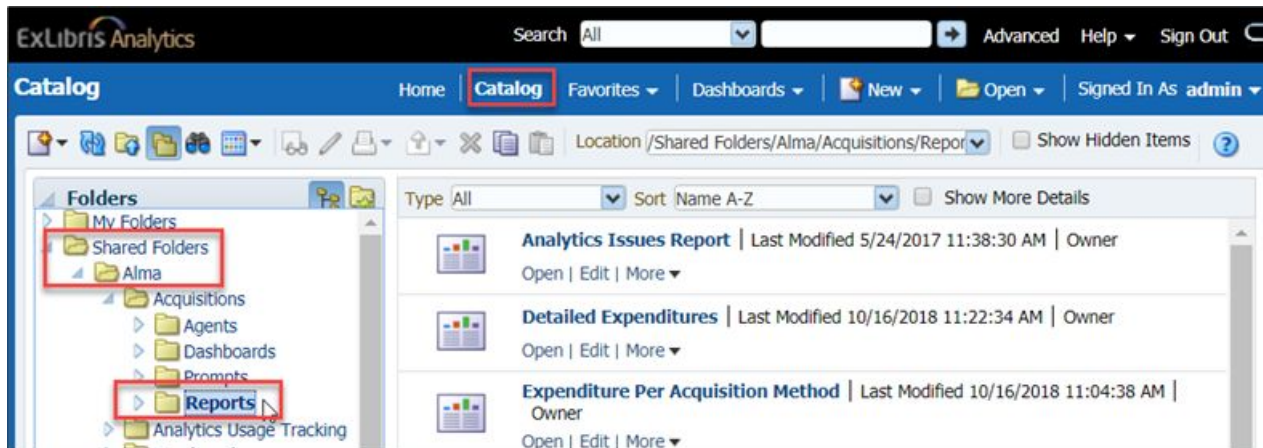 ExLibris Analytics
Search All Advanced Help Sign Out
Catalog Home Catalog Favorites Dashboards New Open Signed In As admin
Location /Shared Folders/Alma/Acquisitions/Repor Show Hidden Items ?
Folders
My Folders
Shared Folders
Alma
Acquisitions
Agents
Dashboards
Prompts
Reports
Analytics Usage Tracking
Type All Sort Name A-Z Show More Details
Analytics Issues Report | Last Modified 5/24/2017 11:38:30 AM | Owner
Open | Edit | More
Detailed Expenditures | Last Modified 10/16/2018 11:22:34 AM | Owner
Open | Edit | More
Expenditure Per Acquisition Method | Last Modified 10/16/2018 11:04:38 AM |
Owner
Open | Edit | More